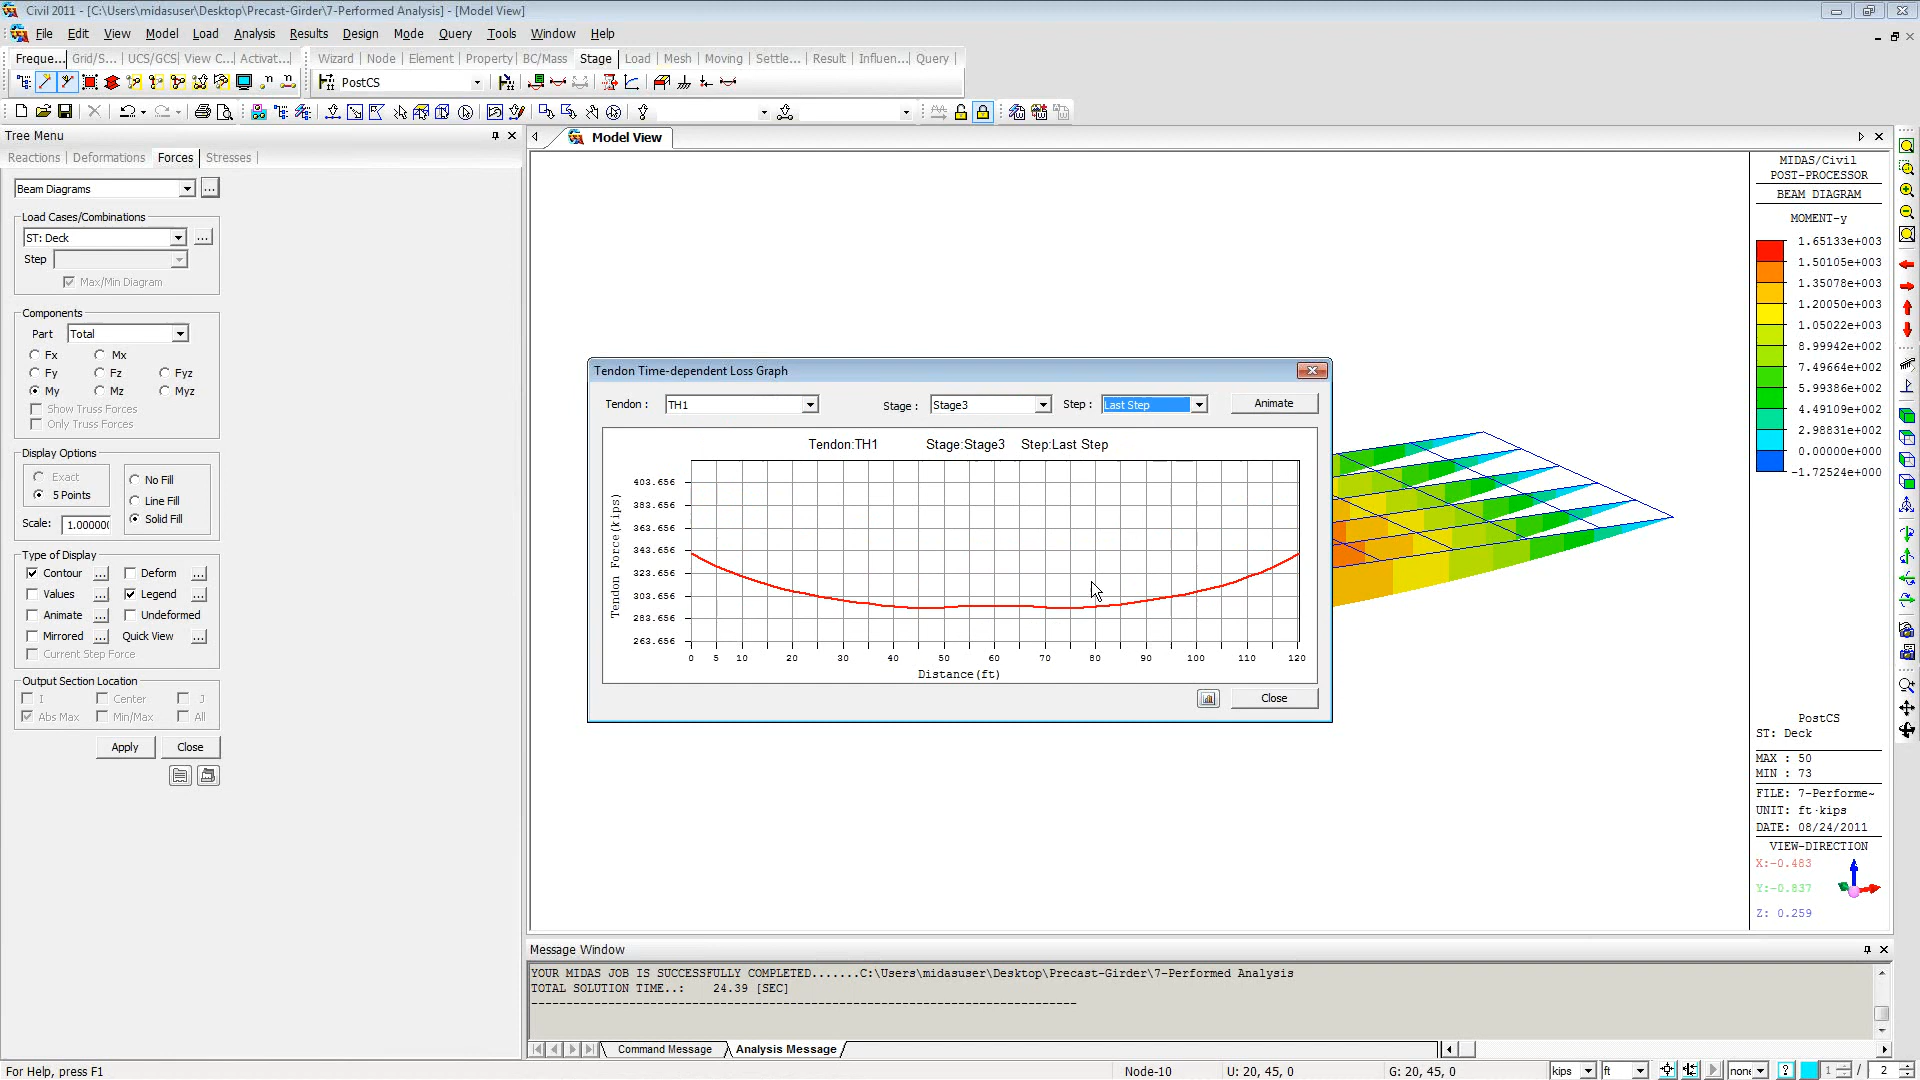 Civil 2011 - [C:\Users\midasuser\Desktop\Precast-Girder\7-Performed Analysis] - [Model View]
File Edit View Model Load Analysis Results Design Mode Query Tools Window Help
Freque... Grid/S... UCS/GCS View C... Activat... Wizard Node Element Property BC/Mass Stage Load Mesh Moving Settle... Result Influen... Query
PostCS
Tree Menu
Model View
Reactions Deformations Forces Stresses
Beam Diagrams ...
Load Cases/Combinations
ST: Deck ...
Step
Max/Min Diagram
Components
Part Total
Fx Mx
Fy Fz Fyz
My Mz Myz
Show Truss Forces
Only Truss Forces
Display Options
Exact
5 Points
Scale: 1.00000
No Fill
Line Fill
Solid Fill
Type of Display
Contour ... Deform ...
Values ... Legend ...
Animate ... Undeformed
Mirrored ... Quick View ...
Current Step Force
Output Section Location
I Center J
Abs Max Min/Max All
Apply Close
Tendon Time-dependent Loss Graph
Tendon : TH1 Stage : Stage3 Step : Last Step Animate
Tendon:TH1 Stage:Stage3 Step:Last Step
Tendon Force(kips)
403.656
383.656
363.656
343.656
323.656
303.656
283.656
263.656
0 5 10 20 30 40 50 60 70 80 90 100 110 120
Distance(ft)
Close
MIDAS/Civil
POST-PROCESSOR
BEAM DIAGRAM
MOMENT-y
1.65133e+003
1.50105e+003
1.35078e+003
1.20050e+003
1.05022e+003
8.99942e+002
7.49664e+002
5.99386e+002
4.49109e+002
2.98831e+002
0.00000e+000
-1.72524e+000
PostCS
ST: Deck
MAX : 50
MIN : 73
FILE: 7-Performe~
UNIT: ft·kips
DATE: 08/24/2011
VIEW-DIRECTION
X:-0.483
Y:-0.837
Z: 0.259
Message Window
YOUR MIDAS JOB IS SUCCESSFULLY COMPLETED.......C:\Users\midasuser\Desktop\Precast-Girder\7-Performed Analysis
TOTAL SOLUTION TIME..: 24.39 [SEC]
Command Message Analysis Message
For Help, press F1 Node-10 U: 20, 45, 0 G: 20, 45, 0 kips ft none ? 1 / 2